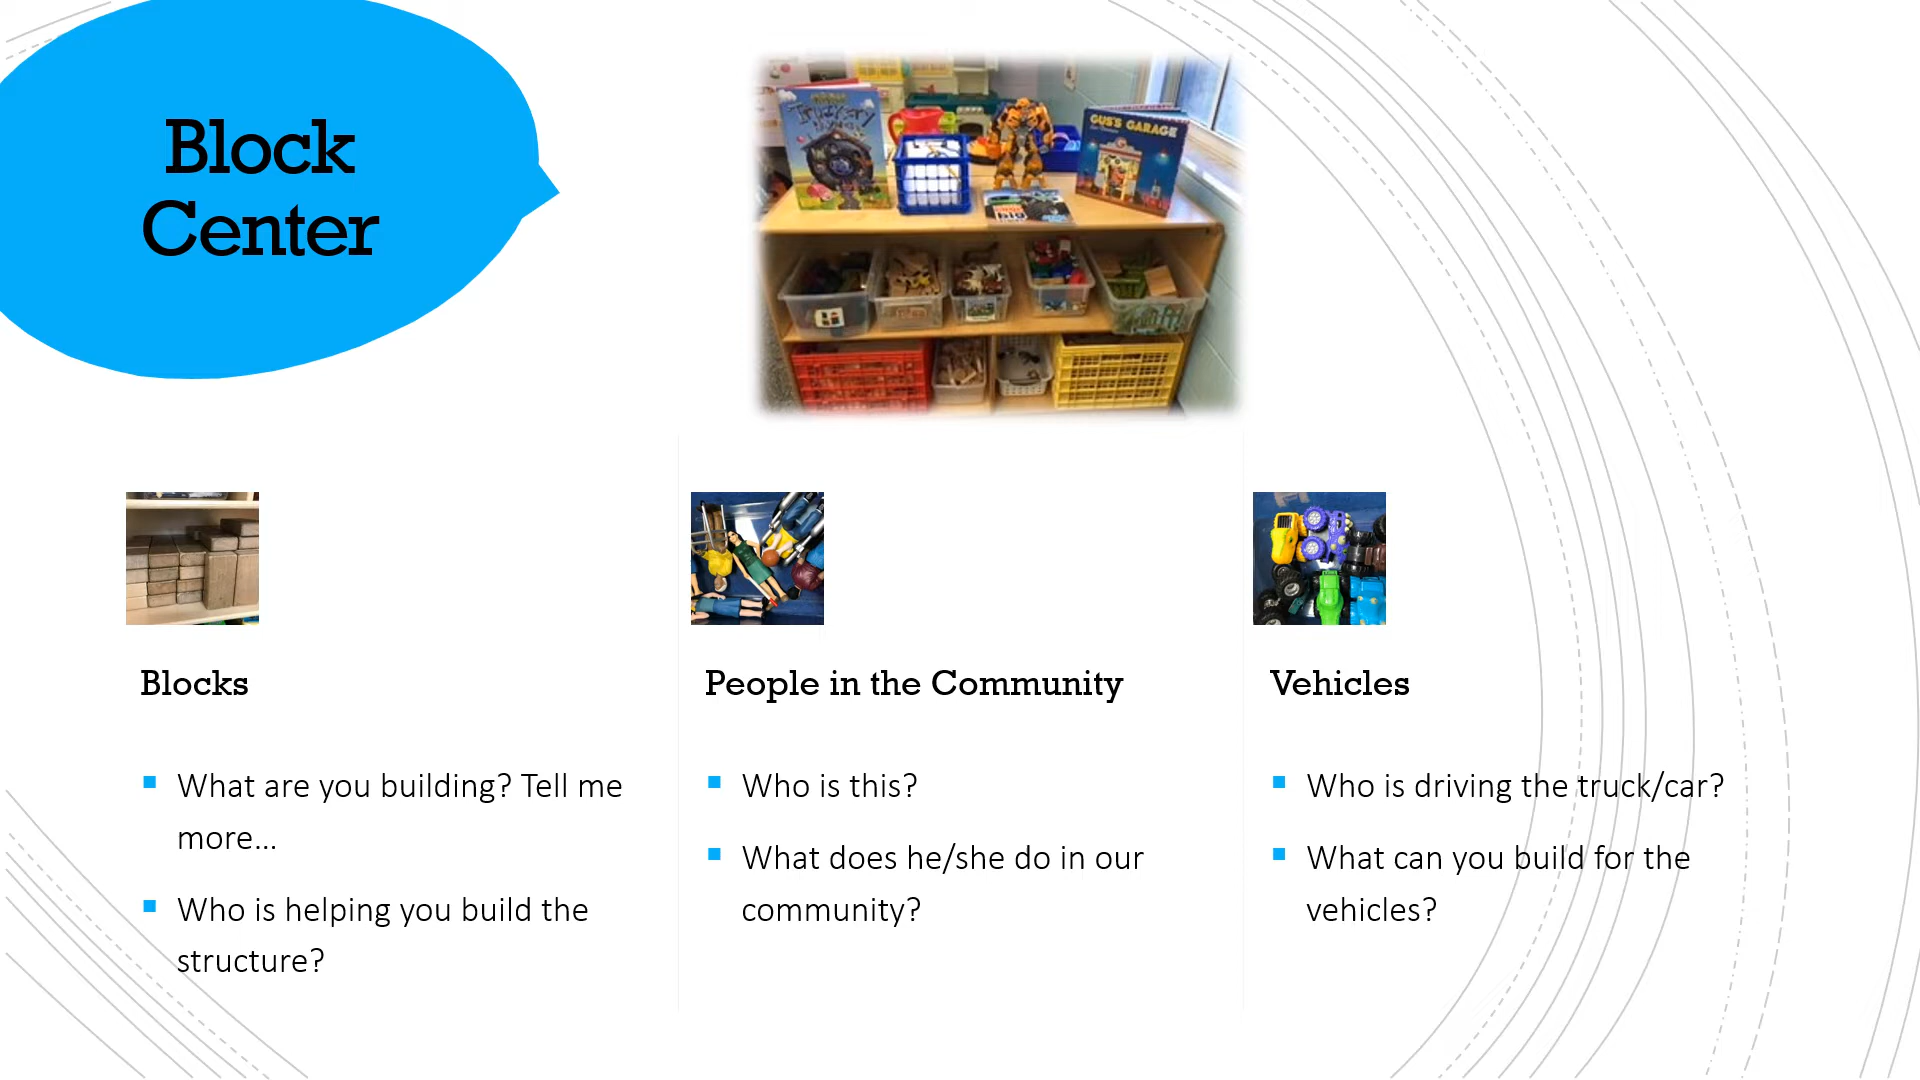 Block
Center
GUS'S GARAGE
Blocks
What are you building? Tell me
more...
Who is helping you build the
structure?
People in the Community
Who is this?
What does he/she do in our
community?
Vehicles
Who is driving the truck/car?
What can you build for the
vehicles?